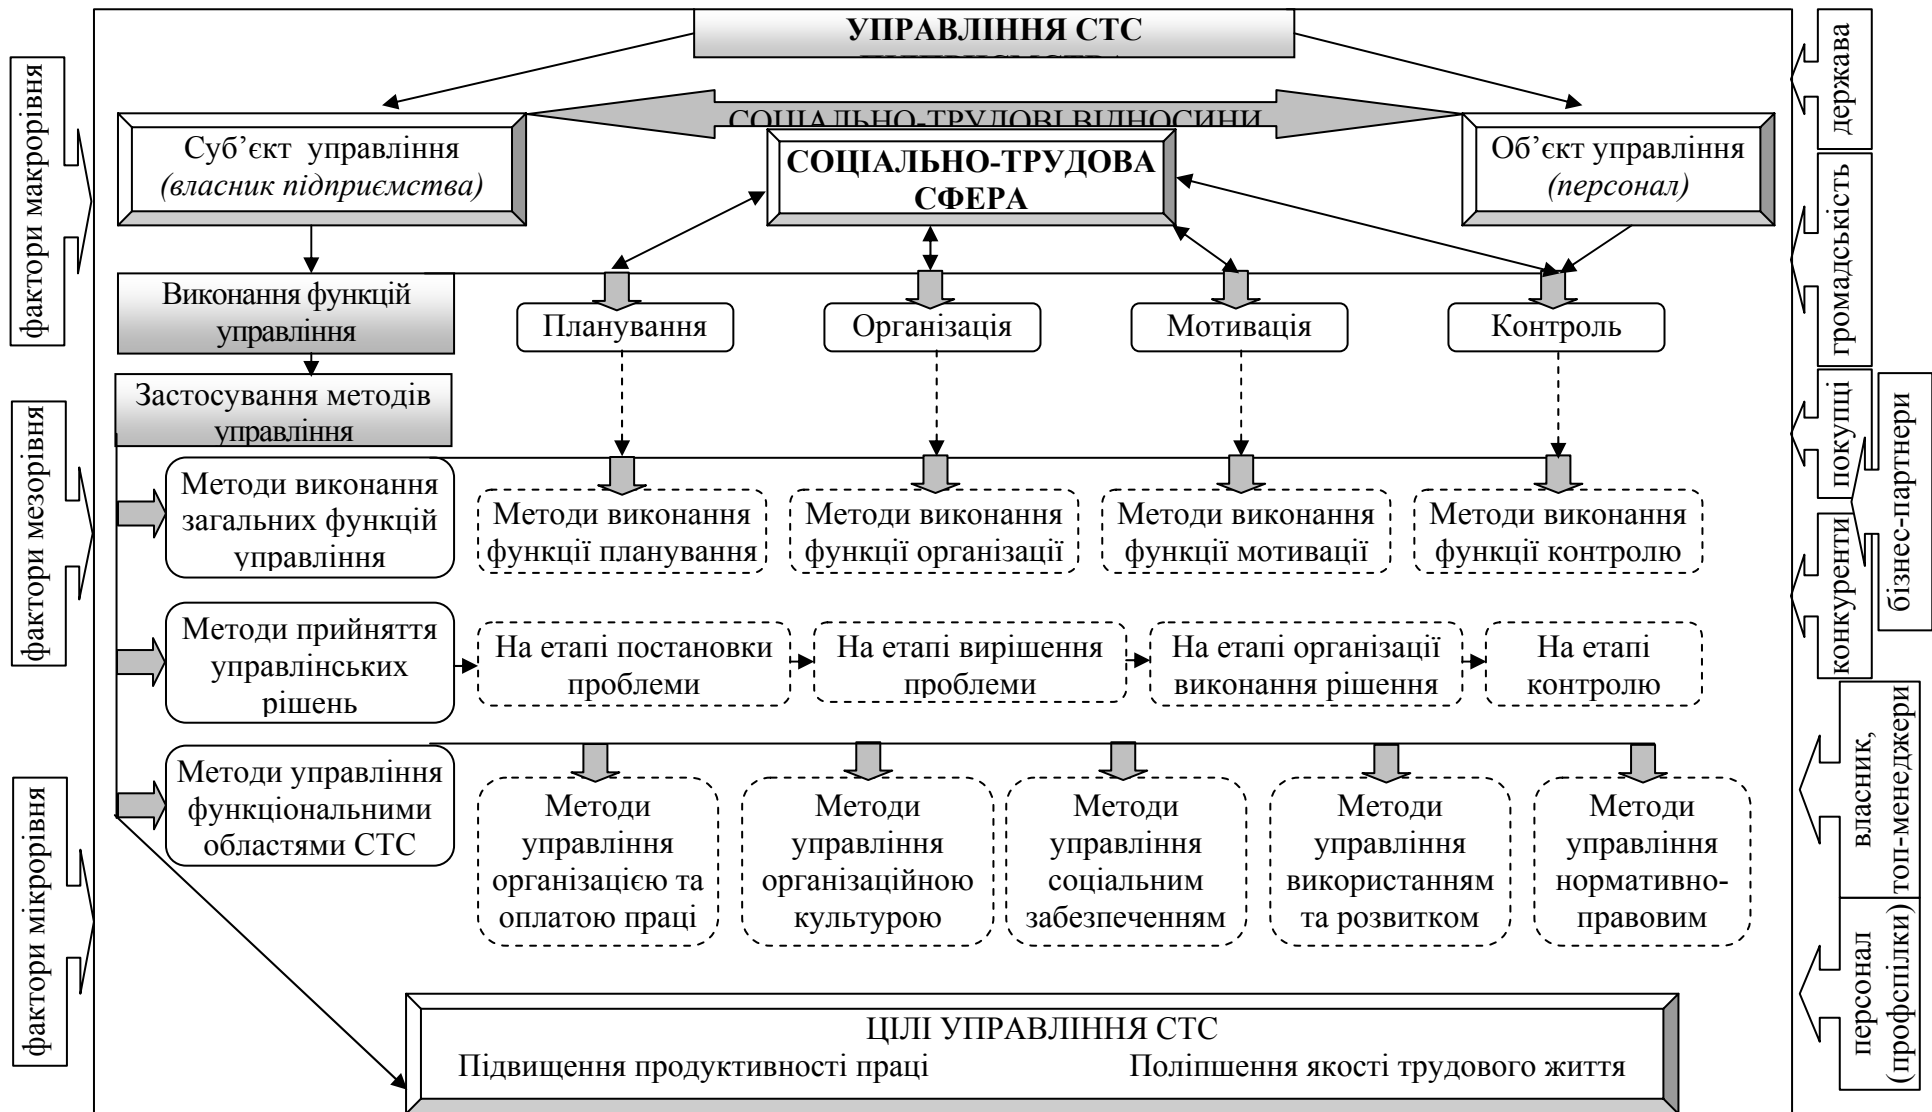 УПРАВЛІННЯ СТС
СОЦІАЛЬНО-ТРУДОВІ ВІДНОСИНИ
Суб’єкт управління
(власник підприємства)
СОЦІАЛЬНО-ТРУДОВА
СФЕРА
Об’єкт управління
(персонал)
Виконання функцій
управління
Планування
Організація
Мотивація
Контроль
Застосування методів
управління
Методи виконання
загальних функцій
управління
Методи виконання
функції планування
Методи виконання
функції організації
Методи виконання
функції мотивації
Методи виконання
функції контролю
Методи прийняття
управлінських
рішень
На етапі постановки
проблеми
На етапі вирішення
проблеми
На етапі організації
виконання рішення
На етапі
контролю
Методи управління
функціональними
областями СТС
Методи
управління
організацією та
оплатою праці
Методи
управління
організаційною
культурою
Методи
управління
соціальним
забезпеченням
Методи
управління
використанням
та розвитком
Методи
управління
нормативно-
правовим
ЦІЛІ УПРАВЛІННЯ СТС
Підвищення продуктивності праці
Поліпшення якості трудового життя
фактори макрорівня
фактори мезорівня
фактори мікрорівня
держава
громадськість
покупці
конкуренти
бізнес-партнери
власник,
топ-менеджери
персонал
(профспілки)